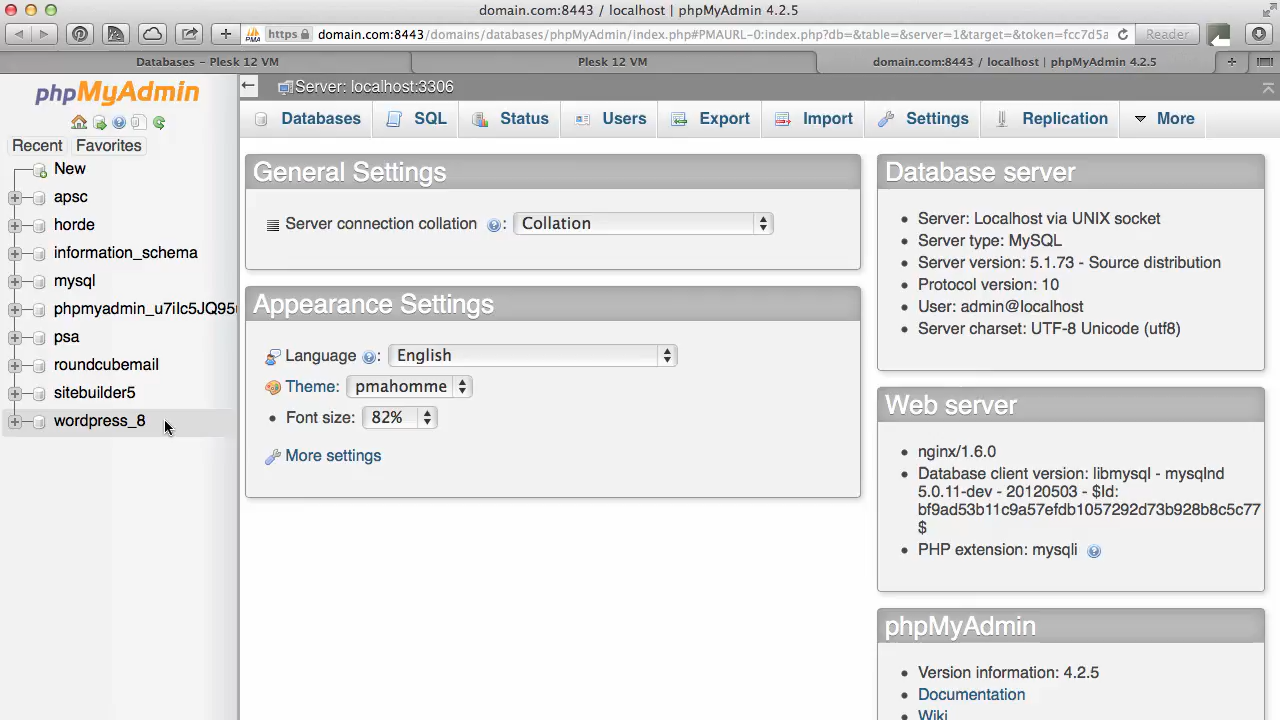 domain.com:8443 / localhost | phpMyAdmin 4.2.5
https domain.com:8443/domains/databases/phpMyAdmin/index.php#PMAURL-0:index.php?db=&table=&server=1&target=&token=fcc7d5a
Reader
Databases – Plesk 12 VM
Plesk 12 VM
domain.com:8443 / localhost | phpMyAdmin 4.2.5
phpMyAdmin
Recent Favorites
New
apsc
horde
information_schema
mysql
psa
roundcubemail
sitebuilder5
wordpress_8
Server: localhost:3306
Databases SQL Status Users Export Import Settings Replication More
General Settings
Server connection collation : Collation
Appearance Settings
Language : English
Theme: pmahomme
Font size: 82%
More settings
Database server
Server: Localhost via UNIX socket
Server type: MySQL
Server version: 5.1.73 - Source distribution
Protocol version: 10
User: admin@localhost
Server charset: UTF-8 Unicode (utf8)
Web server
nginx/1.6.0
Database client version: libmysql - mysqlnd
5.0.11-dev - 20120503 - $Id:
bf9ad53b11c9a57efdb1057292d73b928b8c5c77
$
PHP extension: mysqli
phpMyAdmin
Version information: 4.2.5
Documentation
Wiki